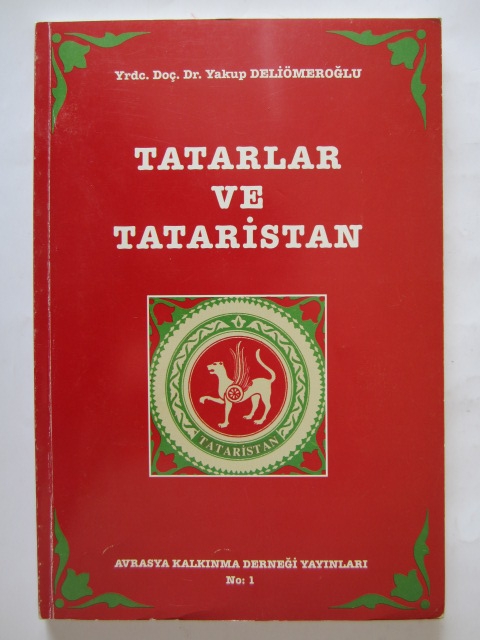 Yrdc. Doç. Dr. Yakup DELİÖMEROĞLU
TATARLAR
VE
TATARİSTAN
TATARİSTAN
AVRASYA KALKINMA DERNEĞİ YAYINLARI
No: 1